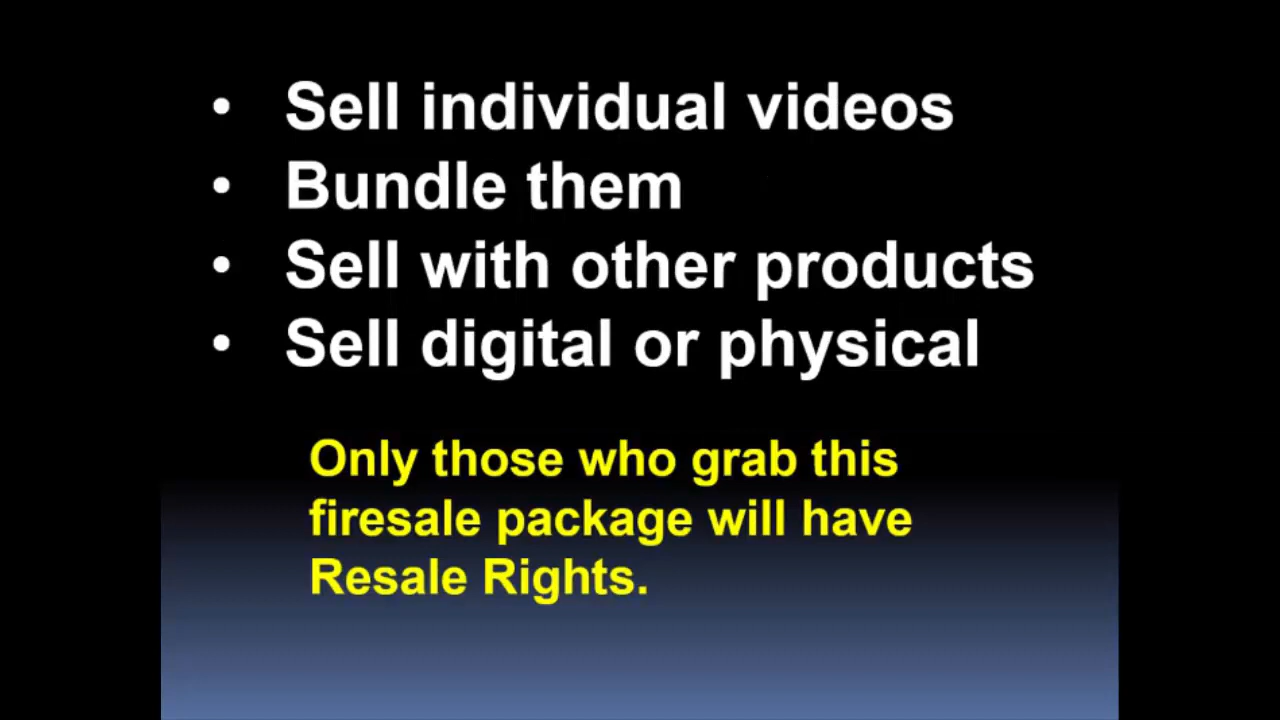 • Sell individual videos
• Bundle them
• Sell with other products
• Sell digital or physical
Only those who grab this
firesale package will have
Resale Rights.